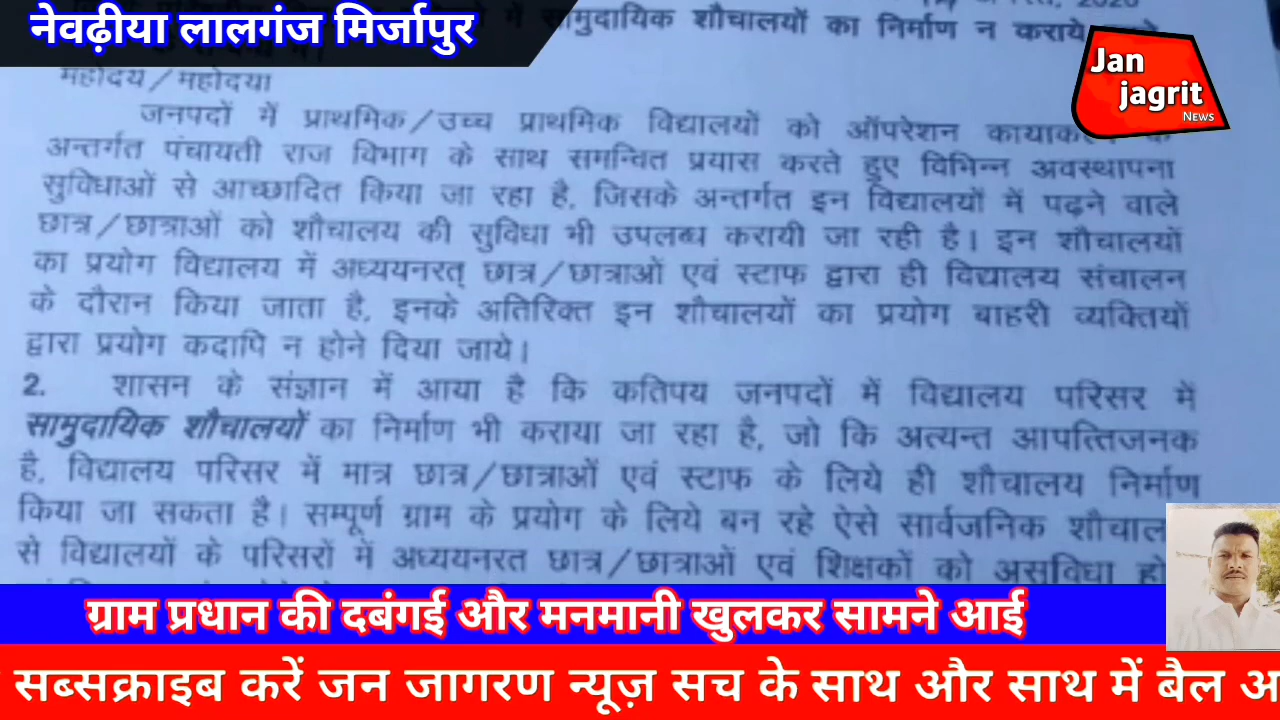 नेवढ़ीया लालगंज मिर्जापुर
2020
में सामुदायिक शौचालयों का निर्माण न कराये
Jan
jagrit
News
महोदय/महोदया
जनपदों में प्राथमिक/उच्च प्राथमिक विद्यालयों को ऑपरेशन
अन्तर्गत पंचायती राज विभाग के साथ समन्वित प्रयास करते हुए विभिन्न अवस्थापना
सुविधाओं से आच्छादित किया जा रहा है, जिसके अन्तर्गत इन विद्यालयों में पढ़ने वाले
छात्र/छात्राओं को शौचालय की सुविधा भी उपलब्ध करायी जा रही है। इन शौचालयों
का प्रयोग विद्यालय में अध्ययनरत् छात्र/छात्राओं एवं स्टाफ द्वारा ही विद्यालय संचालन
के दौरान किया जाता है, इनके अतिरिक्त इन शौचालयों का प्रयोग बाहरी व्यक्तियों
द्वारा प्रयोग कदापि न होने दिया जाये।
2. शासन के संज्ञान में आया है कि कतिपय जनपदों में विद्यालय परिसर में
सामुदायिक शौचालयों का निर्माण भी कराया जा रहा है, जो कि अत्यन्त आपत्तिजनक
है, विद्यालय परिसर में मात्र छात्र/छात्राओं एवं स्टाफ के लिये ही शौचालय निर्माण
किया जा सकता है। सम्पूर्ण ग्राम के प्रयोग के लिये बन रहे ऐसे सार्वजनिक
से विद्यालयों के परिसरों में अध्ययनरत छात्र/छात्राओं एवं शिक्षकों को असुविधा
ग्राम प्रधान की दबंगई और मनमानी खुलकर सामने आई
सब्सक्राइब करें जन जागरण न्यूज़ सच के साथ और साथ में बैल